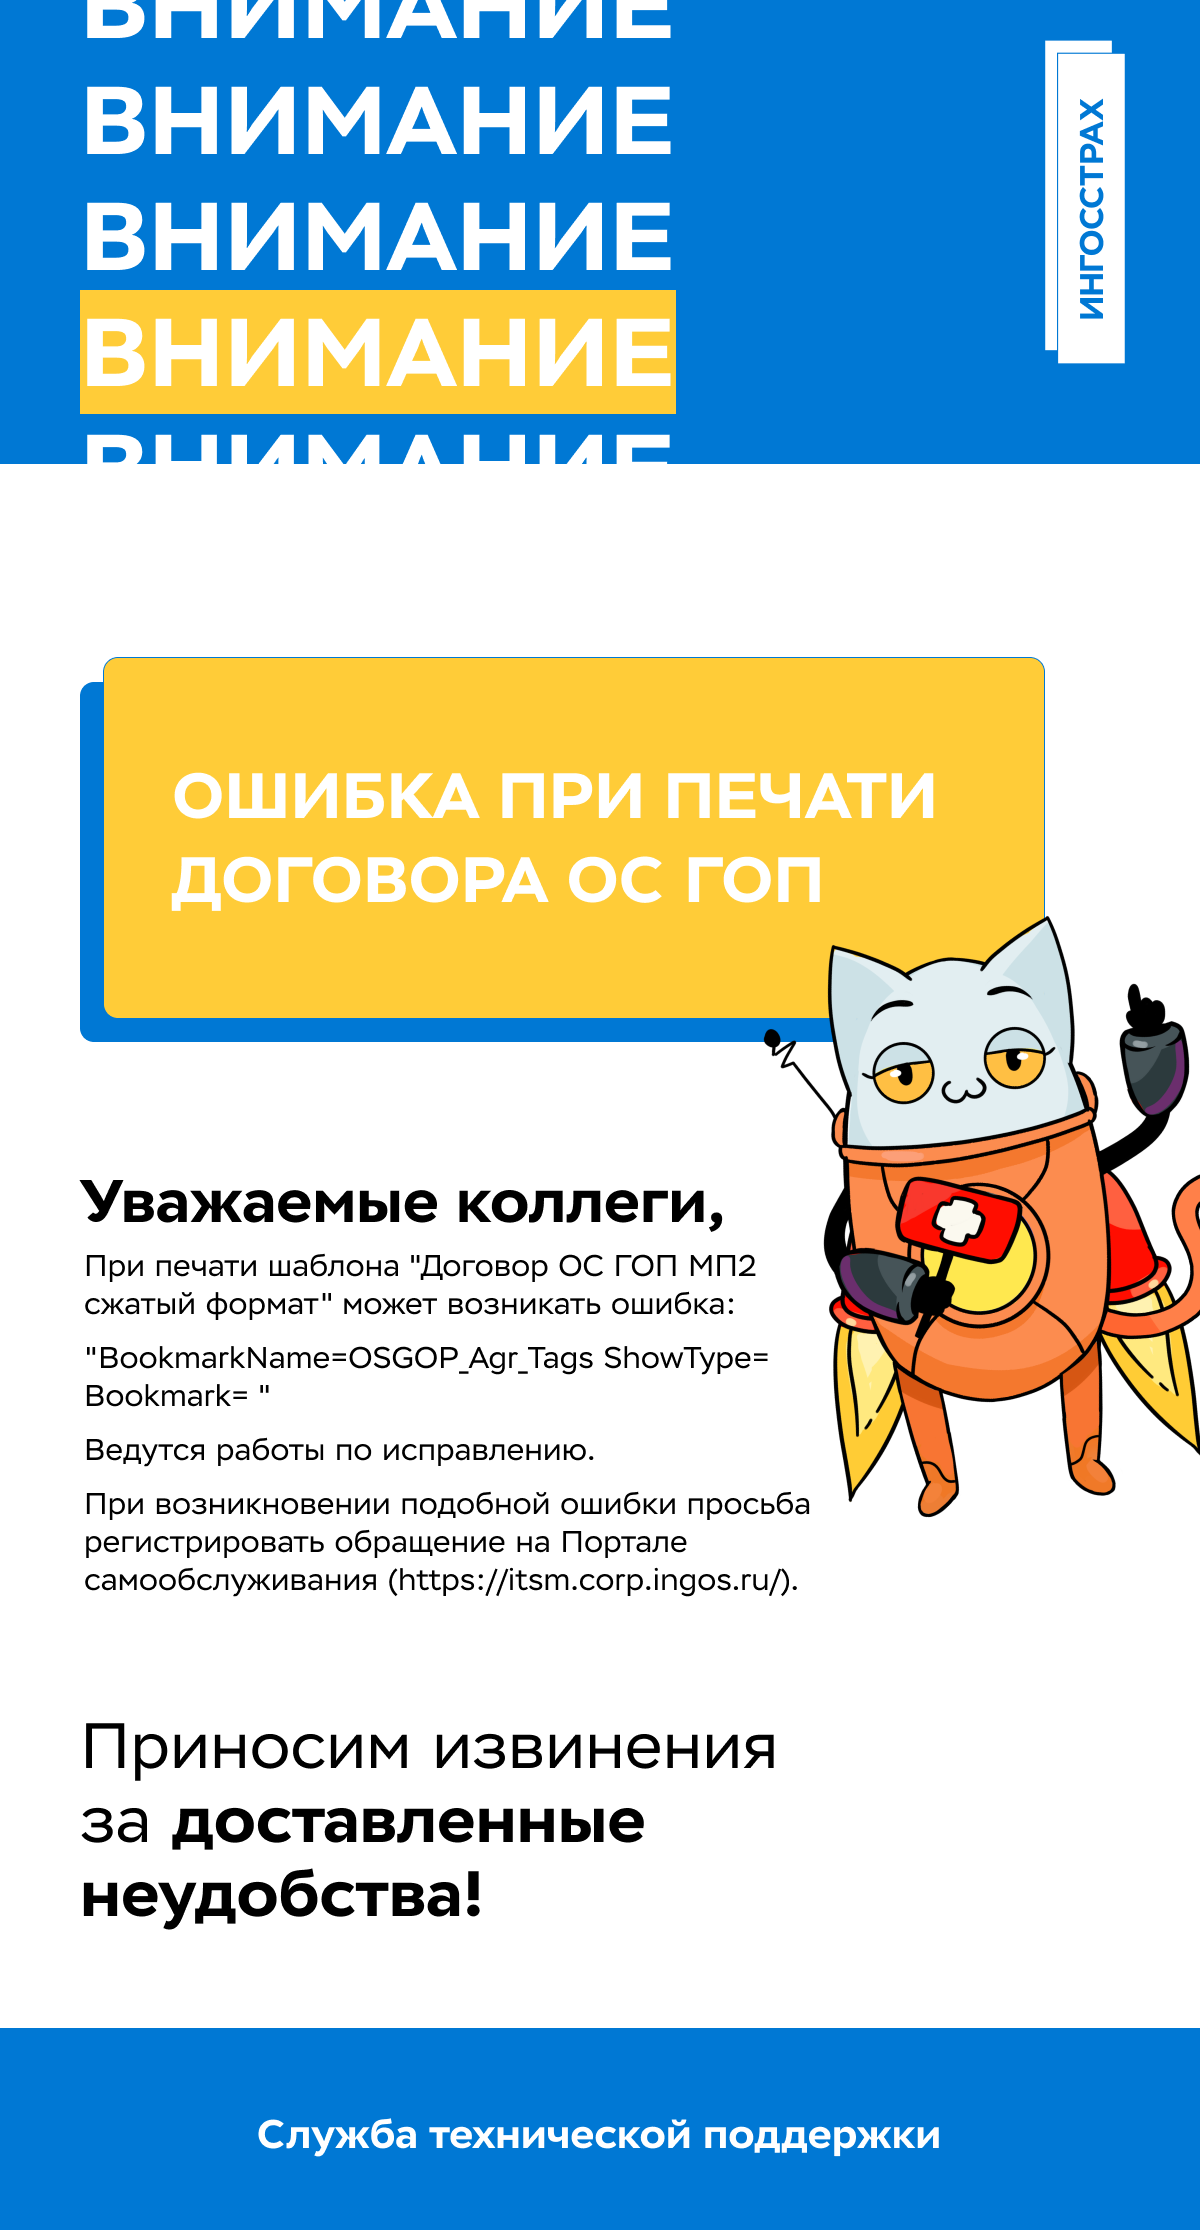 ВНИМАНИЕ
ВНИМАНИЕ
ВНИМАНИЕ
ВНИМАНИЕ
ВНИМАНИЕ
ИНГОССТРАХ
ОШИБКА ПРИ ПЕЧАТИ
ДОГОВОРА ОС ГОП
Уважаемые коллеги,
При печати шаблона "Договор ОС ГОП МП2
сжатый формат" может возникать ошибка:
"BookmarkName=OSGOP_Agr_Tags ShowType=
Bookmark= "
Ведутся работы по исправлению.
При возникновении подобной ошибки просьба
регистрировать обращение на Портале
самообслуживания (https://itsm.corp.ingos.ru/).
Приносим извинения
за доставленные
неудобства!
Служба технической поддержки